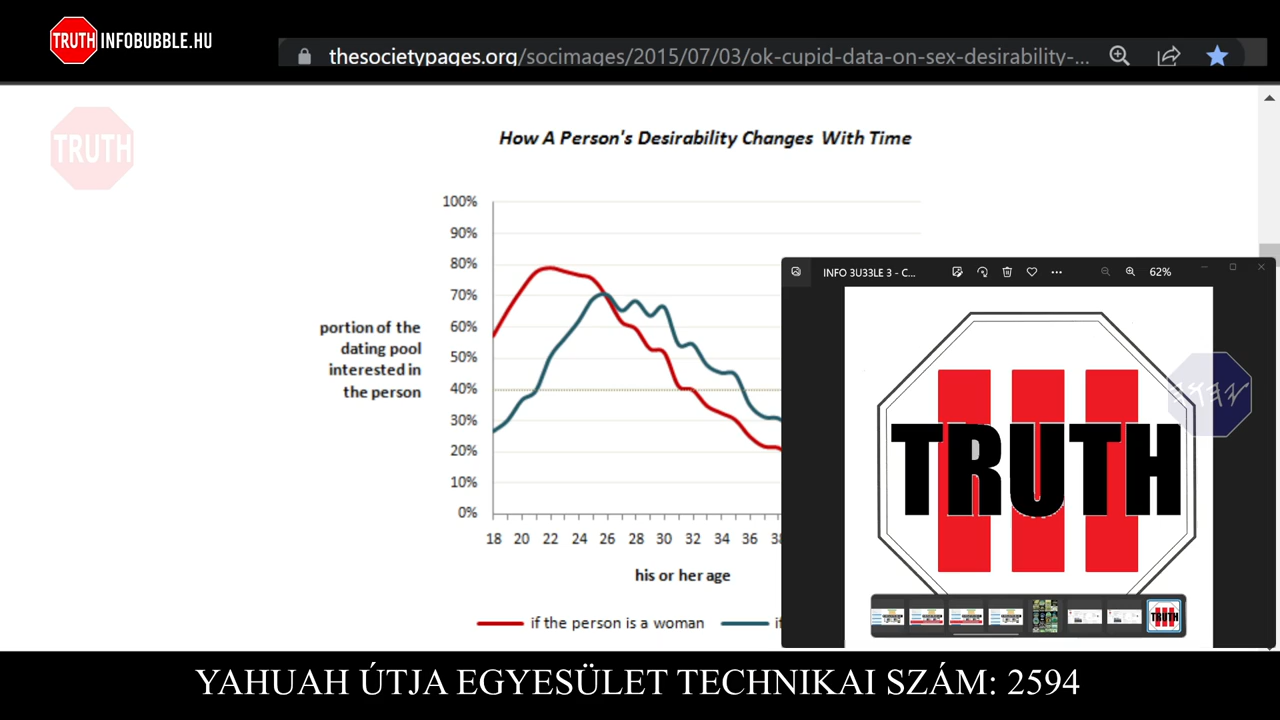 TRUTH INFOBUBBLE.HU
thesocietypages.org/socimages/2015/07/03/ok-cupid-data-on-sex-desirability-...
TRUTH
How A Person's Desirability Changes With Time
100%
90%
80%
70%
60%
50%
40%
30%
20%
10%
0%
portion of the
dating pool
interested in
the person
18 20 22 24 26 28 30 32 34 36 38
his or her age
if the person is a woman
INFO 3U33LE 3 - C... 62%
TRUTH
TRUTH
YAHUAH ÚTJA EGYESÜLET TECHNIKAI SZÁM: 2594